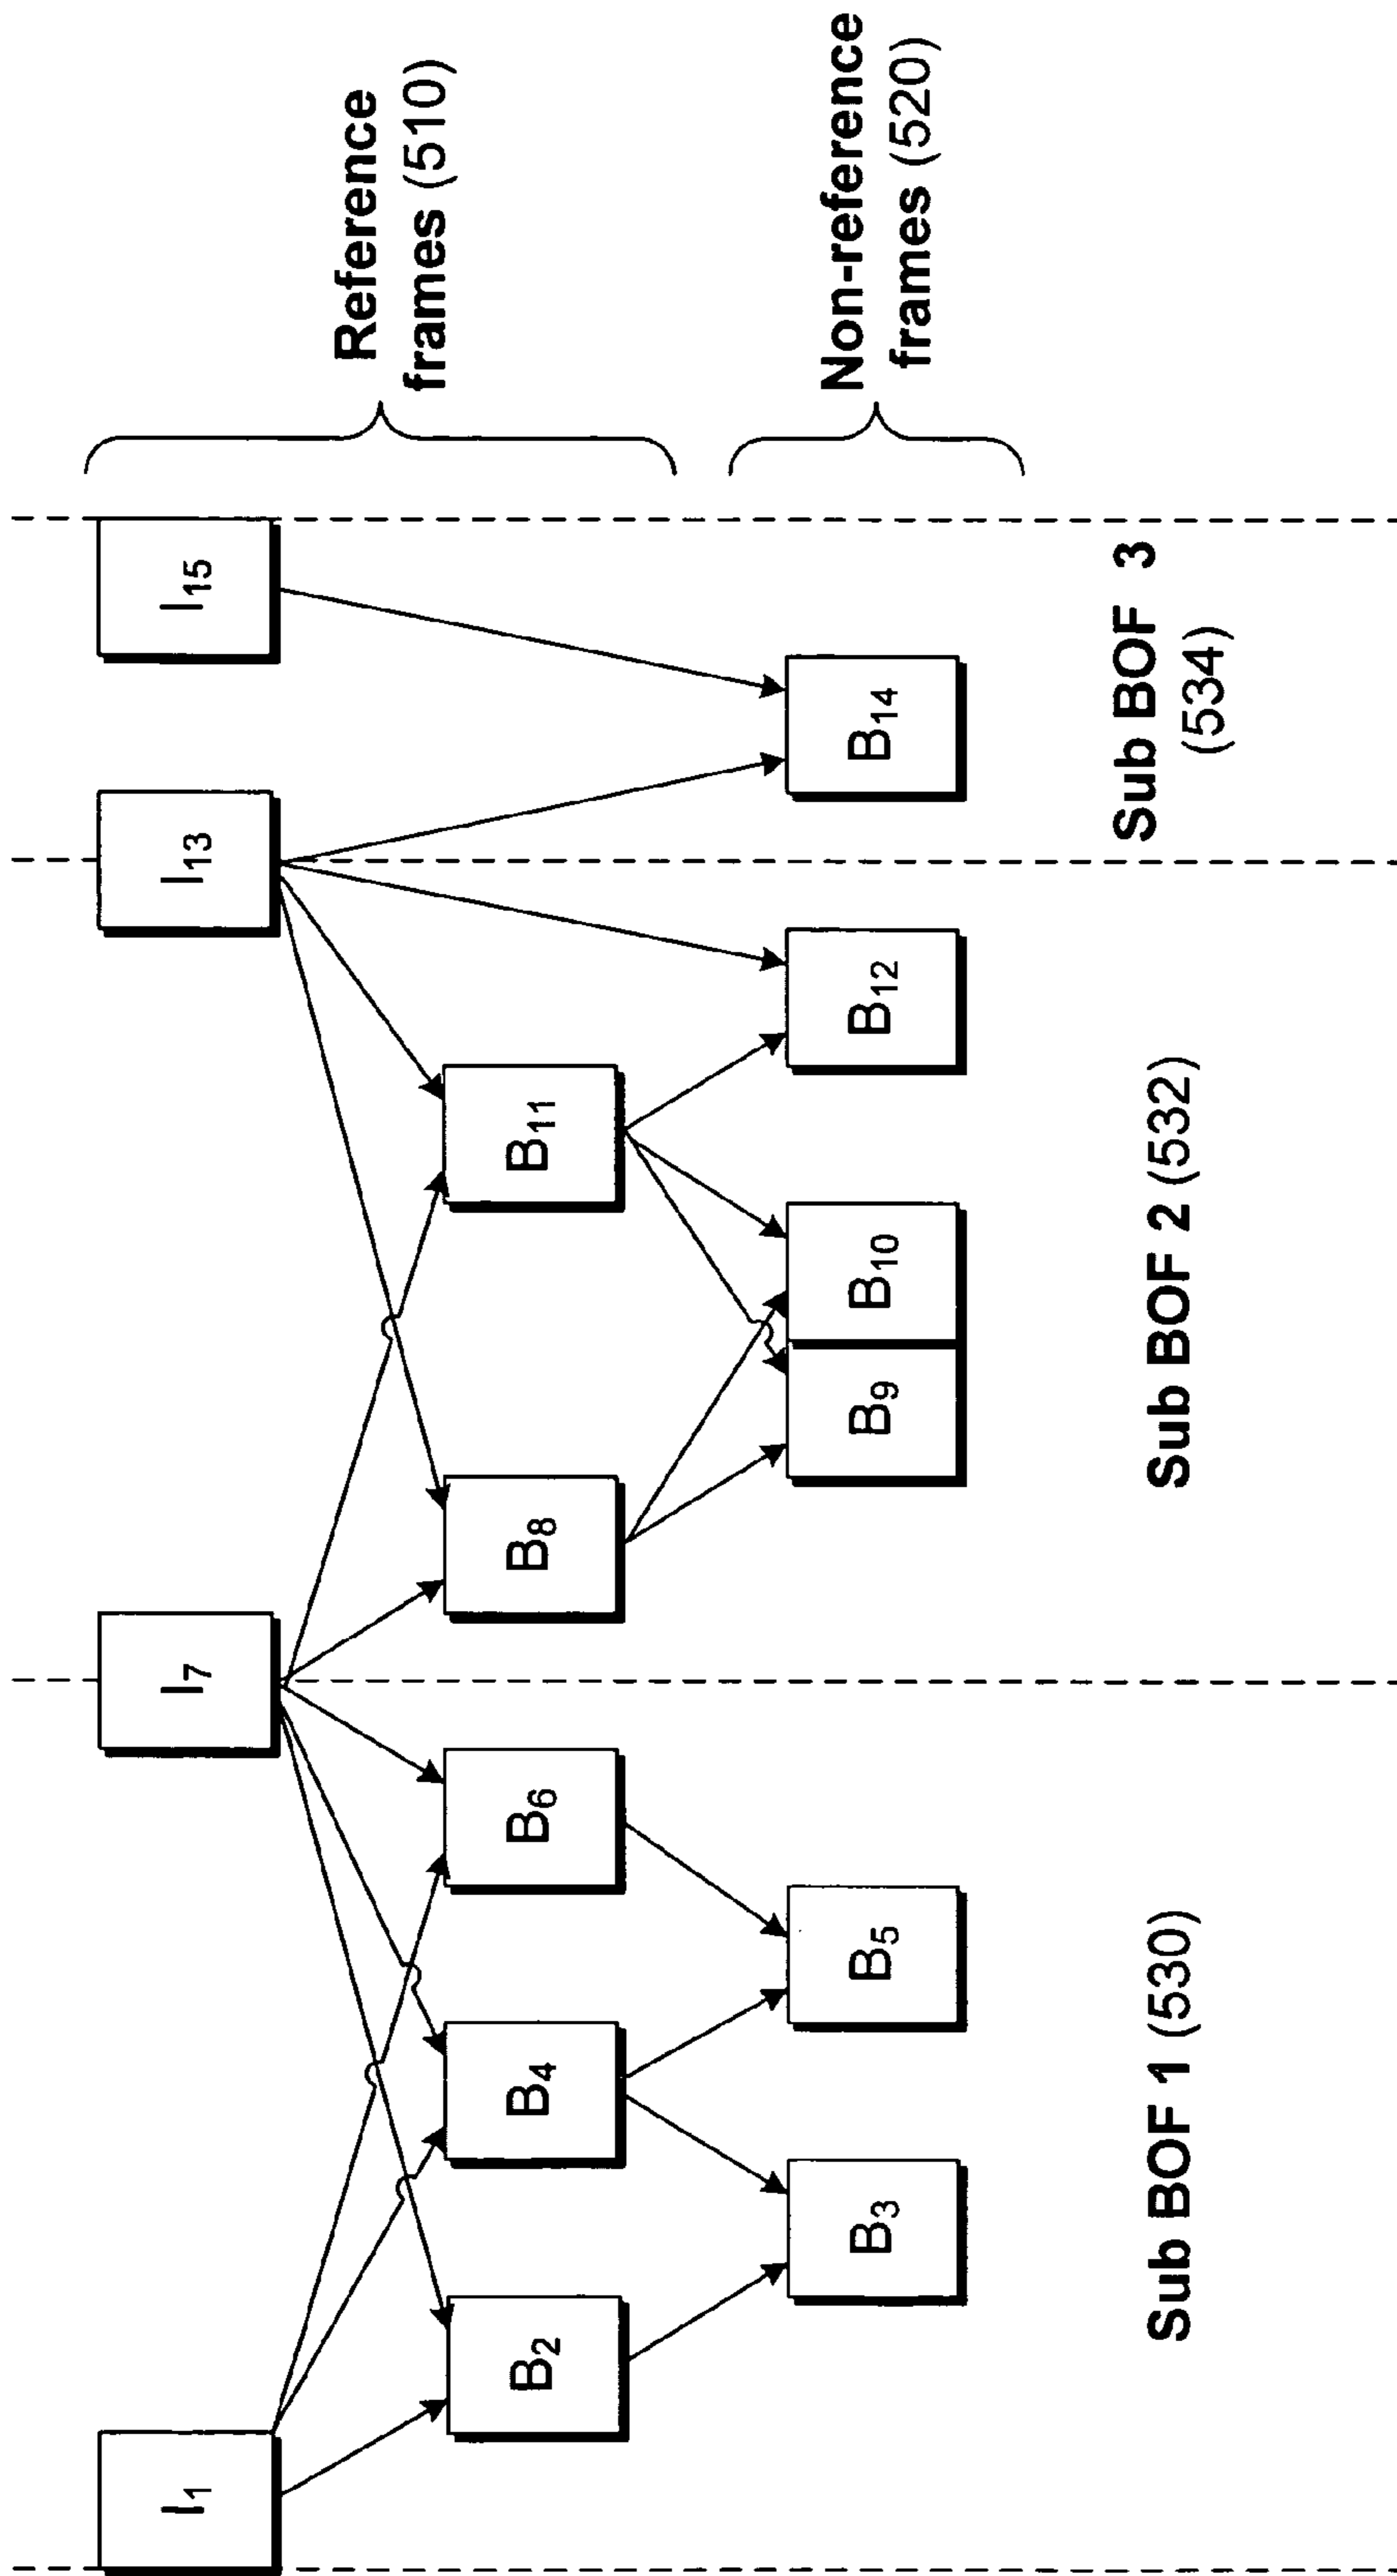 I1
I7
I13
I15
Reference
frames (510)
B2
B4
B6
B8
B11
B3
B5
B9
B10
B12
B14
Non-reference
frames (520)
Sub BOF 1 (530)
Sub BOF 2 (532)
Sub BOF 3
(534)